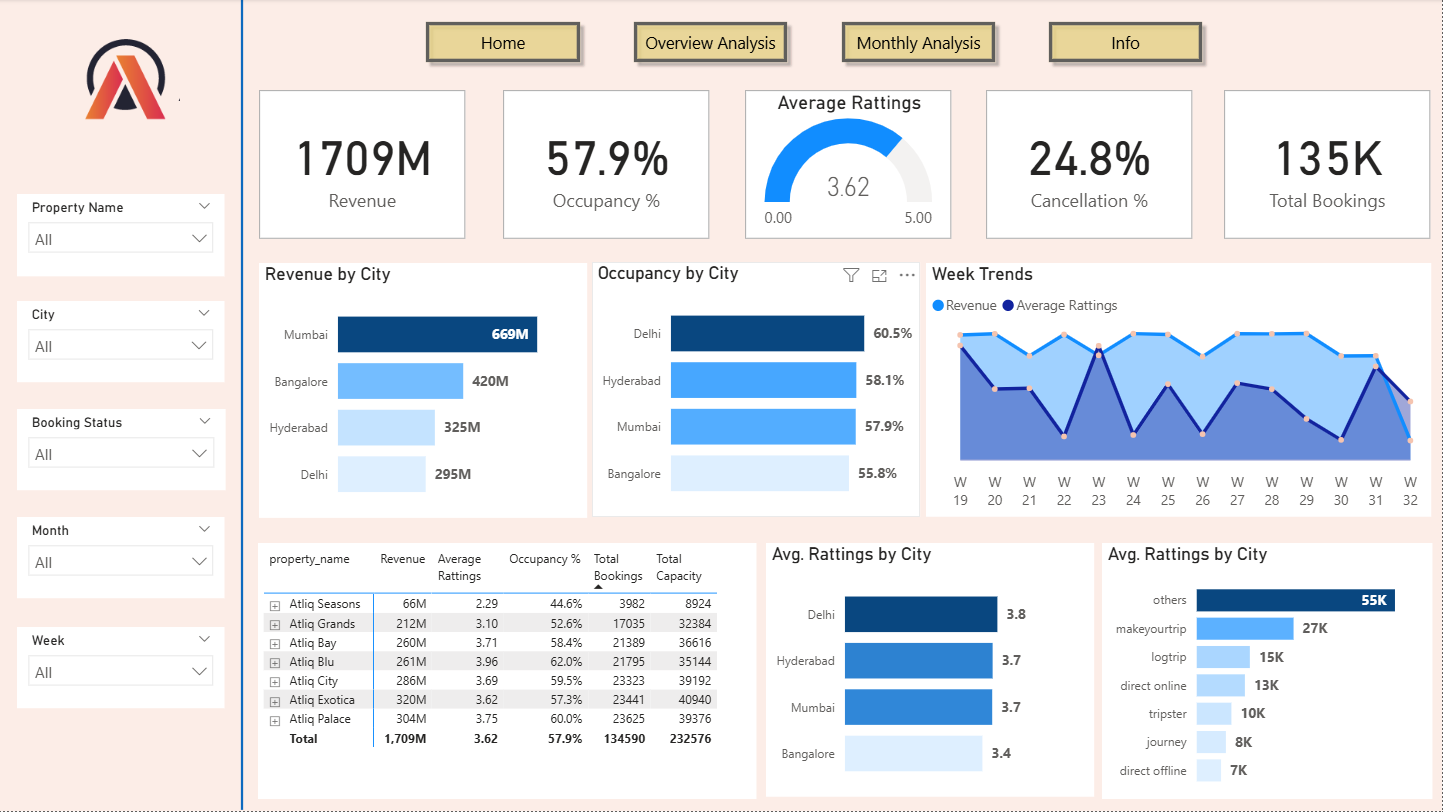 Home
Overview Analysis
Monthly Analysis
Info
Property Name
All
City
All
Booking Status
All
Month
All
Week
All
1709M
Revenue
57.9%
Occupancy %
Average Rattings
3.62
0.00
5.00
24.8%
Cancellation %
135K
Total Bookings
Revenue by City
Mumbai 669M
Bangalore 420M
Hyderabad 325M
Delhi 295M
Occupancy by City
Delhi 60.5%
Hyderabad 58.1%
Mumbai 57.9%
Bangalore 55.8%
Week Trends
Revenue Average Rattings
W W W W W W W W W W W W W W
19 20 21 22 23 24 25 26 27 28 29 30 31 32
property_name Revenue Average Rattings Occupancy % Total Bookings Total Capacity
Atliq Seasons 66M 2.29 44.6% 3982 8924
Atliq Grands 212M 3.10 52.6% 17035 32384
Atliq Bay 260M 3.71 58.4% 21389 36616
Atliq Blu 261M 3.96 62.0% 21795 35144
Atliq City 286M 3.69 59.5% 23323 39192
Atliq Exotica 320M 3.62 57.3% 23441 40940
Atliq Palace 304M 3.75 60.0% 23625 39376
Total 1,709M 3.62 57.9% 134590 232576
Avg. Rattings by City
Delhi 3.8
Hyderabad 3.7
Mumbai 3.7
Bangalore 3.4
Avg. Rattings by City
others 55K
makeyourtrip 27K
logtrip 15K
direct online 13K
tripster 10K
journey 8K
direct offline 7K